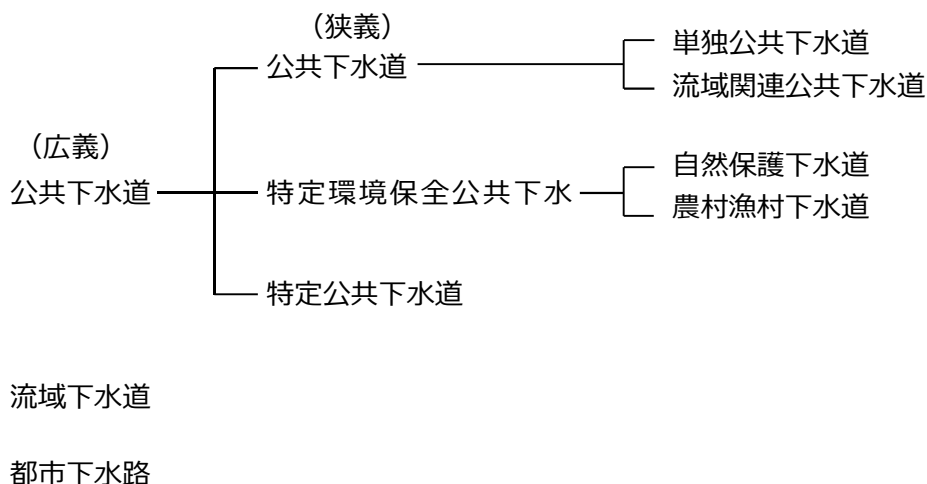 （狭義）
公共下水道
単独公共下水道
流域関連公共下水道
（広義）
公共下水道
特定環境保全公共下水
自然保護下水道
農村漁村下水道
特定公共下水道
流域下水道
都市下水路